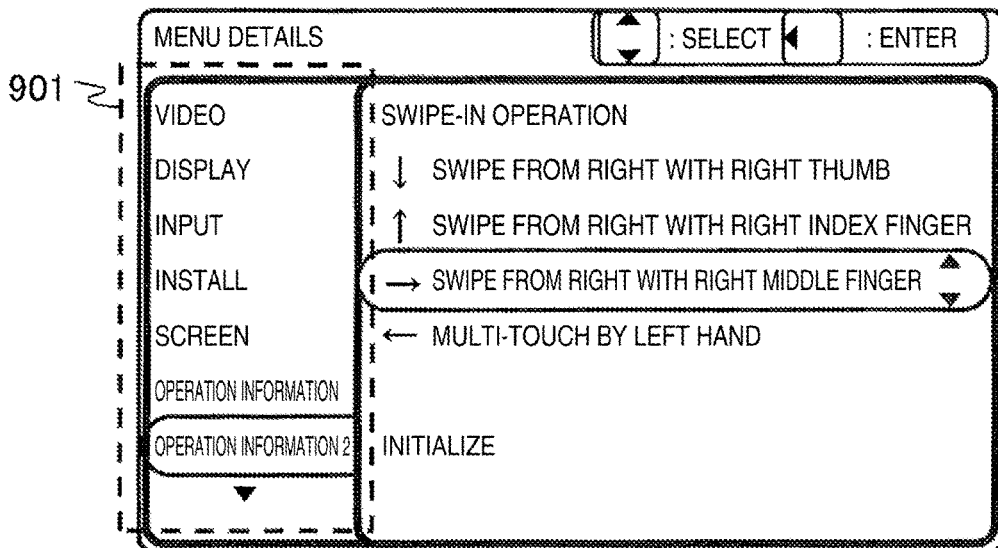 MENU DETAILS : SELECT : ENTER
901
VIDEO
DISPLAY
INPUT
INSTALL
SCREEN
OPERATION INFORMATION
OPERATION INFORMATION 2
SWIPE-IN OPERATION
↓ SWIPE FROM RIGHT WITH RIGHT THUMB
↑ SWIPE FROM RIGHT WITH RIGHT INDEX FINGER
→ SWIPE FROM RIGHT WITH RIGHT MIDDLE FINGER
← MULTI-TOUCH BY LEFT HAND
INITIALIZE